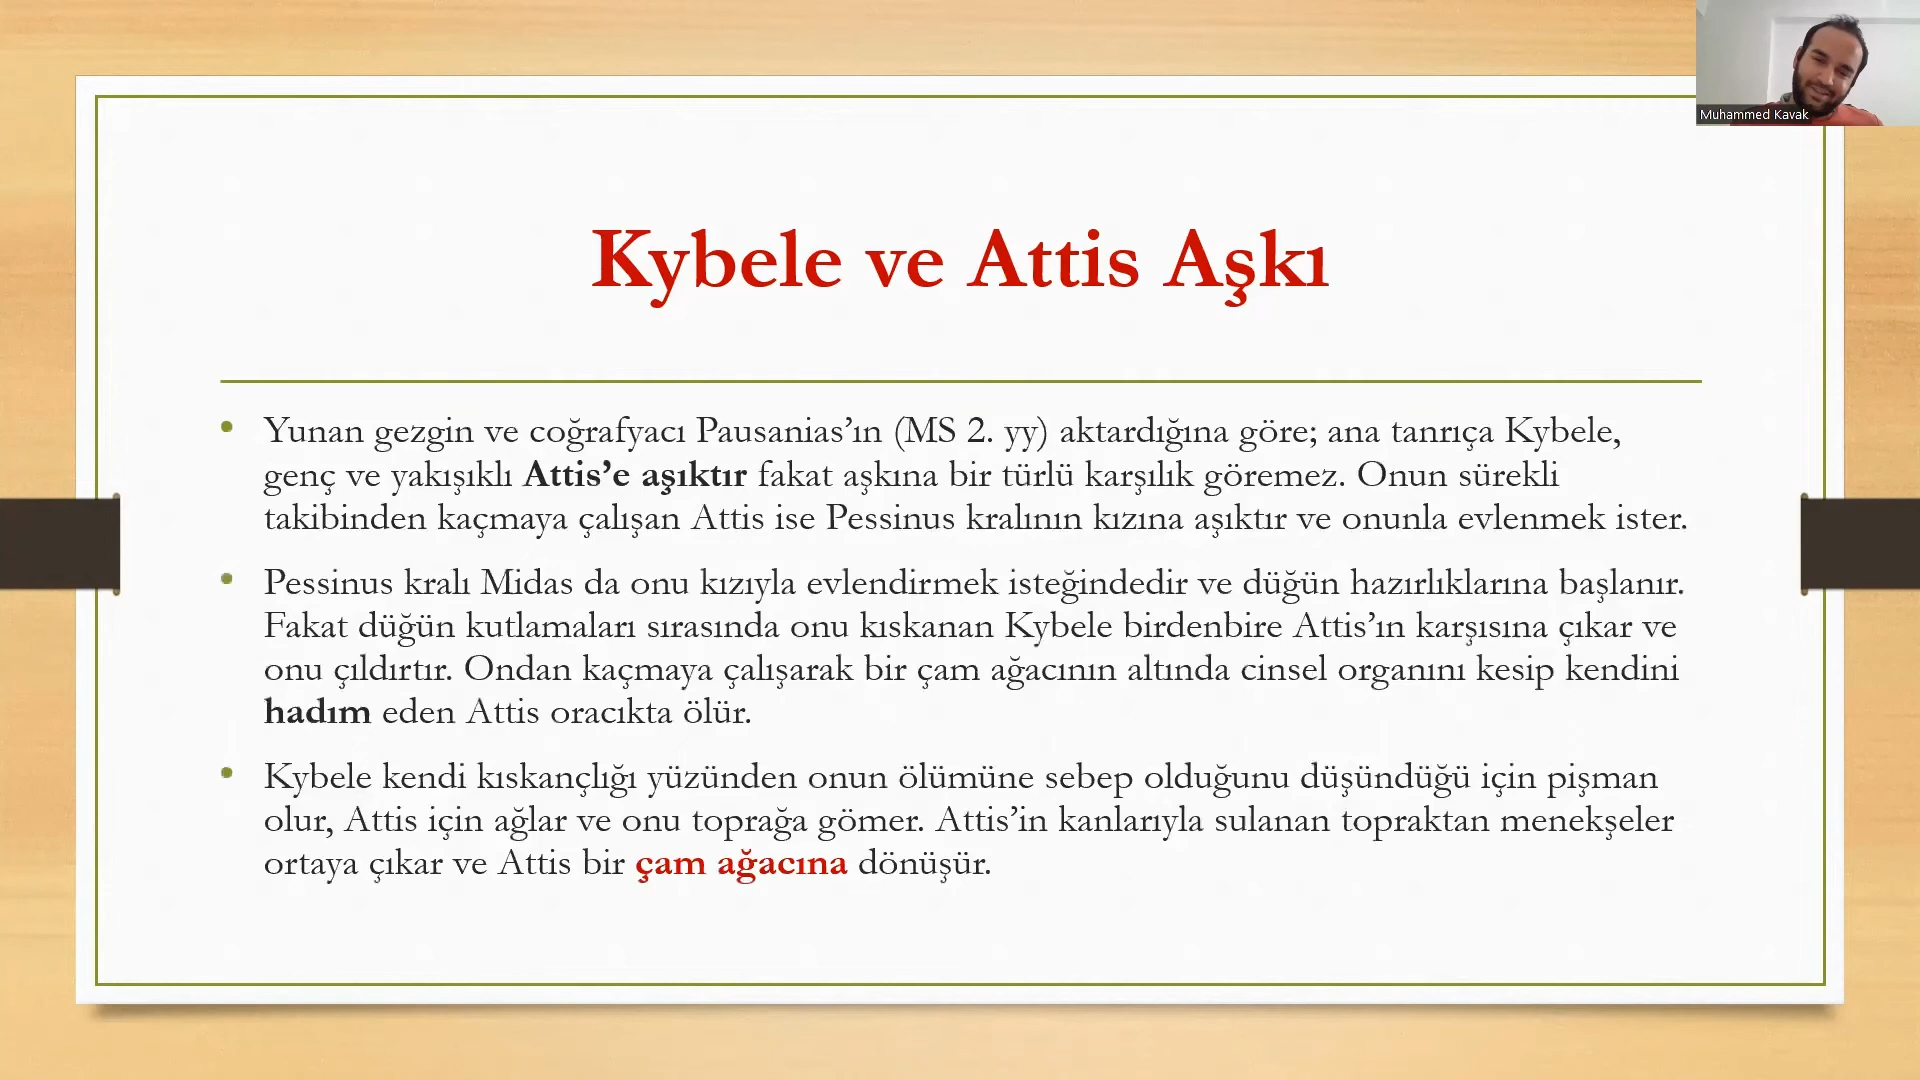 Muhammed Kavak
Kybele ve Attis Aşkı
• Yunan gezgin ve coğrafyacı Pausanias’ın (MS 2. yy) aktardığına göre; ana tanrıça Kybele,
genç ve yakışıklı Attis’e aşıktır fakat aşkına bir türlü karşılık göremez. Onun sürekli
takibinden kaçmaya çalışan Attis ise Pessinus kralının kızına aşıktır ve onunla evlenmek ister.
• Pessinus kralı Midas da onu kızıyla evlendirmek isteğindedir ve düğün hazırlıklarına başlanır.
Fakat düğün kutlamaları sırasında onu kıskanan Kybele birdenbire Attis’ın karşısına çıkar ve
onu çıldırtır. Ondan kaçmaya çalışarak bir çam ağacının altında cinsel organını kesip kendini
hadım eden Attis oracıkta ölür.
• Kybele kendi kıskançlığı yüzünden onun ölümüne sebep olduğunu düşündüğü için pişman
olur, Attis için ağlar ve onu toprağa gömer. Attis’in kanlarıyla sulanan topraktan menekşeler
ortaya çıkar ve Attis bir çam ağacına dönüşür.